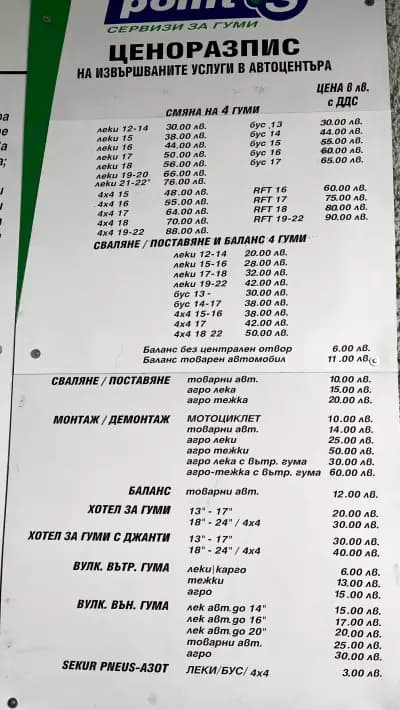 point S
СЕРВИЗИ ЗА ГУМИ
ЦЕНОРАЗПИС
НА ИЗВЪРШВАНИТЕ УСЛУГИ В АВТОЦЕНТЪРА
ЦЕНА в лв.
с ДДС
СМЯНА НА 4 ГУМИ
леки 12-14 30.00 лв. бус 13 30.00 лв.
леки 15 38.00 лв. бус 14 44.00 лв.
леки 16 44.00 лв. бус 15 55.00 лв.
леки 17 50.00 лв. бус 16 60.00 лв.
леки 18 56.00 лв. бус 17 65.00 лв.
леки 19-20 66.00 лв.
леки 21-22" 76.00 лв.
4x4 15 48.00 лв. RFT 16 60.00 лв.
4x4 16 55.00 лв. RFT 17 75.00 лв.
4x4 17 64.00 лв. RFT 18 80.00 лв.
4x4 18 70.00 лв. RFT 19-22 90.00 лв.
4x4 19-22 88.00 лв.
СВАЛЯНЕ / ПОСТАВЯНЕ И БАЛАНС 4 ГУМИ
леки 12-14 20.00 лв.
леки 15-16 28.00 лв.
леки 17-18 32.00 лв.
леки 19-22 42.00 лв.
бус 13 - 30.00 лв.
бус 14-17 38.00 лв.
4x4 15-16 38.00 лв.
4x4 17 42.00 лв.
4x4 18 22 50.00 лв.
Баланс без централен отвор 6.00 лв.
Баланс товарен автомобил 11.00 лв.
СВАЛЯНЕ / ПОСТАВЯНЕ товарни авт. 10.00 лв.
агро лека 15.00 лв.
агро тежка 20.00 лв.
МОНТАЖ / ДЕМОНТАЖ МОТОЦИКЛЕТ 10.00 лв.
товарни авт. 14.00 лв.
агро леки 25.00 лв.
агро тежки 50.00 лв.
агро лека с вътр. гума 30.00 лв.
агро-тежка с вътр. гума 60.00 лв.
БАЛАНС товарни авт. 12.00 лв.
ХОТЕЛ ЗА ГУМИ 13" - 17" 20.00 лв.
18" - 24" / 4x4 30.00 лв.
ХОТЕЛ ЗА ГУМИ С ДЖАНТИ 13" - 17" 30.00 лв.
18" - 24" / 4x4 40.00 лв.
ВУЛК. ВЪТР. ГУМА леки\карго 6.00 лв.
тежки 13.00 лв.
агро 15.00 лв.
ВУЛК. ВЪН. ГУМА лек авт.до 14" 15.00 лв.
лек авт.до 16" 17.00 лв.
лек авт.до 20" 20,00 лв.
товарни авт. 25.00 лв.
агро 30.00 лв.
SEKUR PNEUS-АЗОТ ЛЕКИ/БУС/ 4x4 3.00 лв.